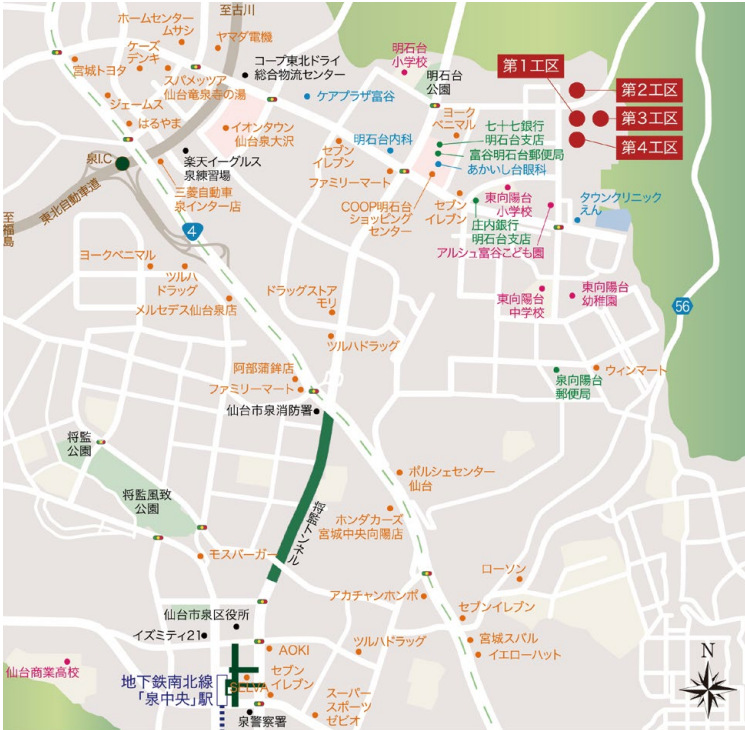 至古川
ホームセンター
ムサシ
ヤマダ電機
ケーズ
デンキ
宮城トヨタ
スパメッツァ
仙台竜泉寺の湯
コープ東北ドライ
総合物流センター
明石台
小学校
明石台
公園
第1工区
第2工区
第3工区
第4工区
ジェームス
ケアプラザ富谷
ヨーク
ベニマル
はるやま
イオンタウン
仙台泉大沢
七十七銀行
明石台支店
富谷明石台郵便局
あかいし台眼科
セブン
イレブン
明石台内科
泉I.C
楽天イーグルス
泉練習場
ファミリーマート
三菱自動車
泉インター店
東北自動車道
至福島
4
COOP明石台
ショッピング
センター
セブン
イレブン
東向陽台
小学校
タウンクリニック
えん
庄内銀行
明石台支店
アルシュ富谷こども園
ヨークベニマル
ツルハ
ドラッグ
メルセデス仙台泉店
ドラッグストア
モリ
東向陽台
中学校
東向陽台
幼稚園
56
ツルハドラッグ
阿部蒲鉾店
ファミリーマート
泉向陽台
郵便局
ウィンマート
仙台市泉消防署
将監
公園
将監風致
公園
ポルシェセンター
仙台
将監トンネル
ホンダカーズ
宮城中央向陽店
モスバーガー
ローソン
アカチャンホンポ
セブンイレブン
仙台市泉区役所
イズミティ21
宮城スバル
イエローハット
AOKI
ツルハドラッグ
仙台商業高校
地下鉄南北線
「泉中央」駅
SELVA
セブン
イレブン
スーパー
スポーツ
ゼビオ
泉警察署
N